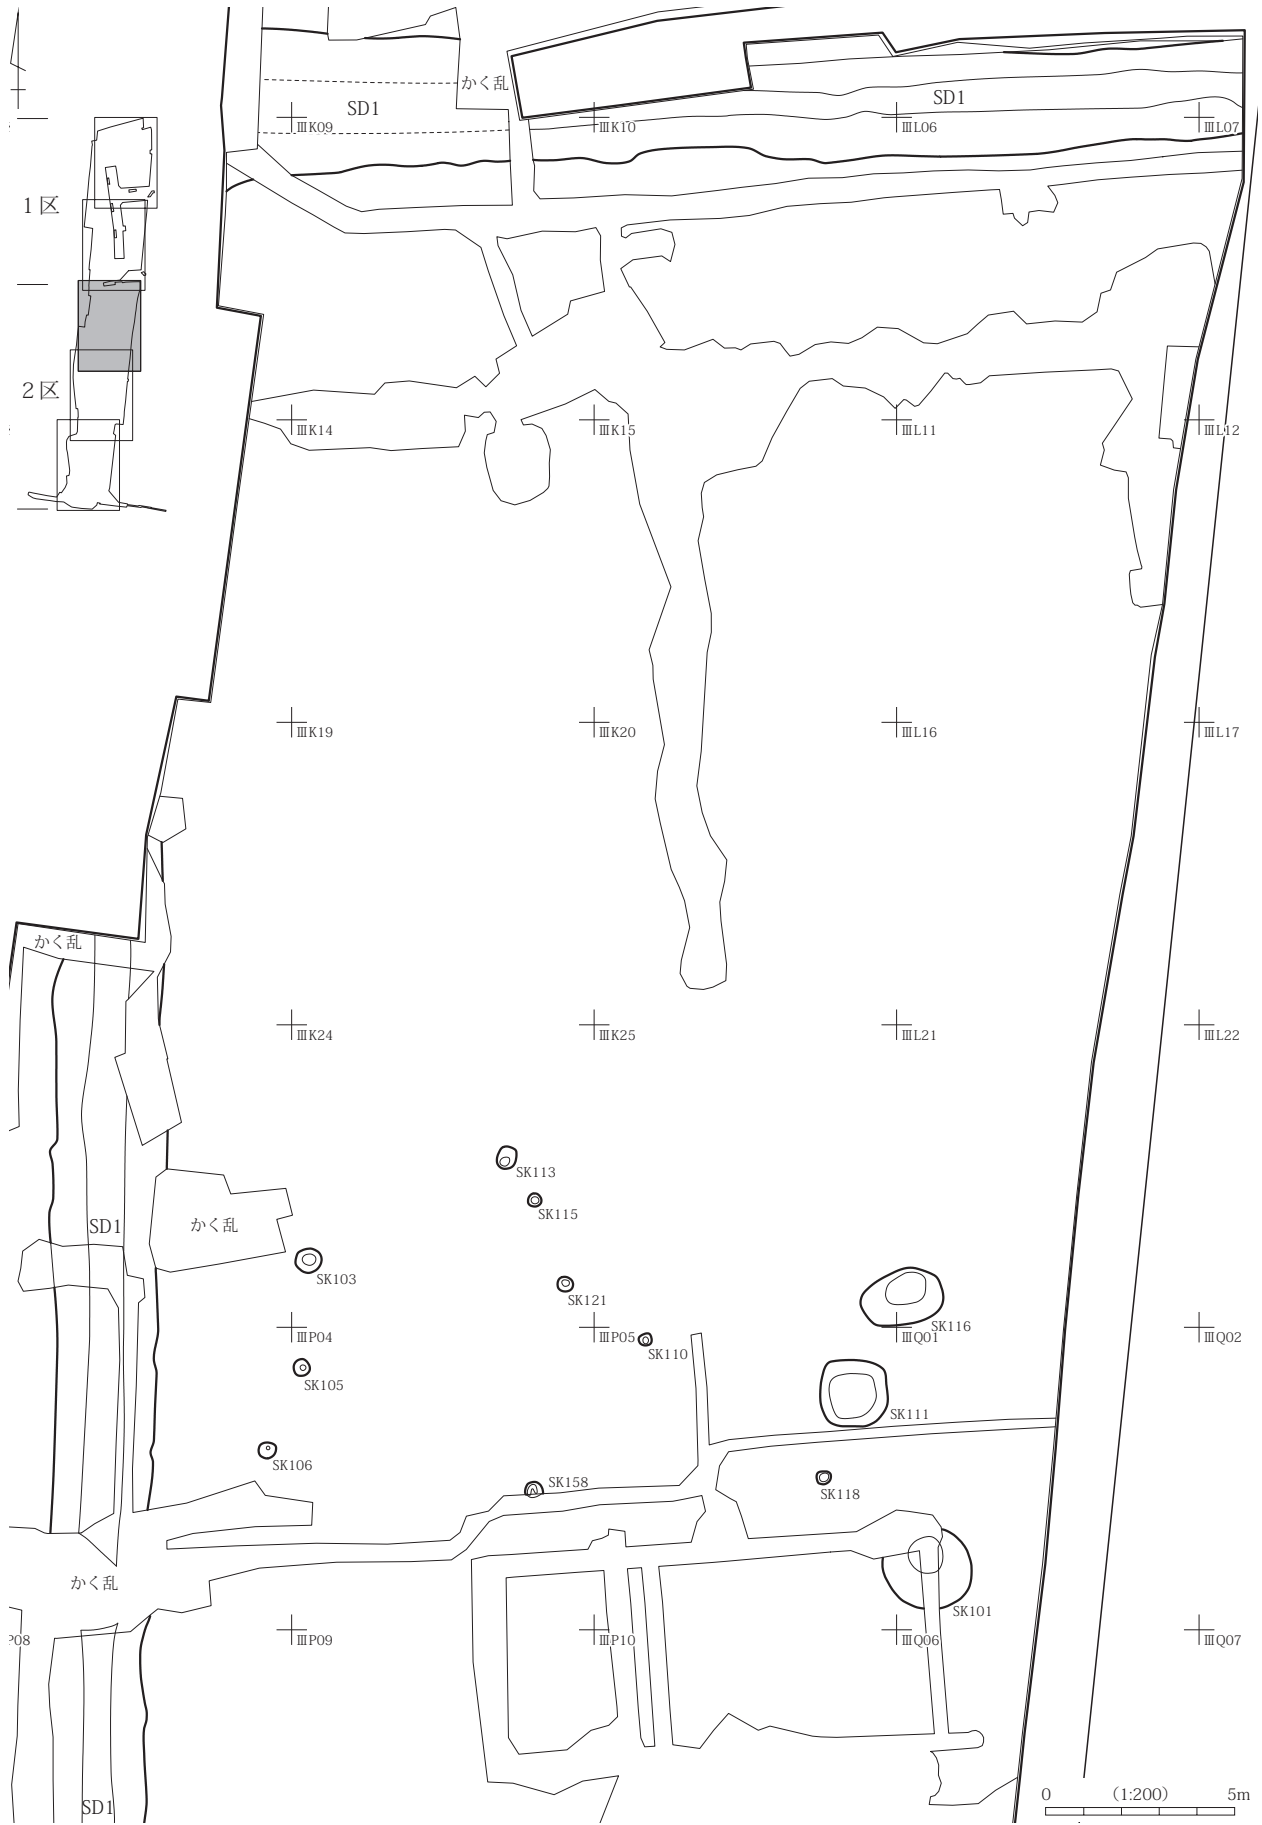 かく乱
SD1
SD1
ⅢK09
ⅢK10
ⅢL06
ⅢL07
1区
2区
ⅢK14
ⅢK15
ⅢL11
ⅢL12
ⅢK19
ⅢK20
ⅢL16
ⅢL17
かく乱
ⅢK24
ⅢK25
ⅢL21
ⅢL22
SK113
SK115
SD1
かく乱
SK103
SK121
SK116
ⅢP04
ⅢP05
ⅢQ01
ⅢQ02
SK110
SK105
SK111
SK106
SK158
SK118
かく乱
SK101
P08
ⅢP09
ⅢP10
ⅢQ06
ⅢQ07
SD1
0 (1:200) 5m